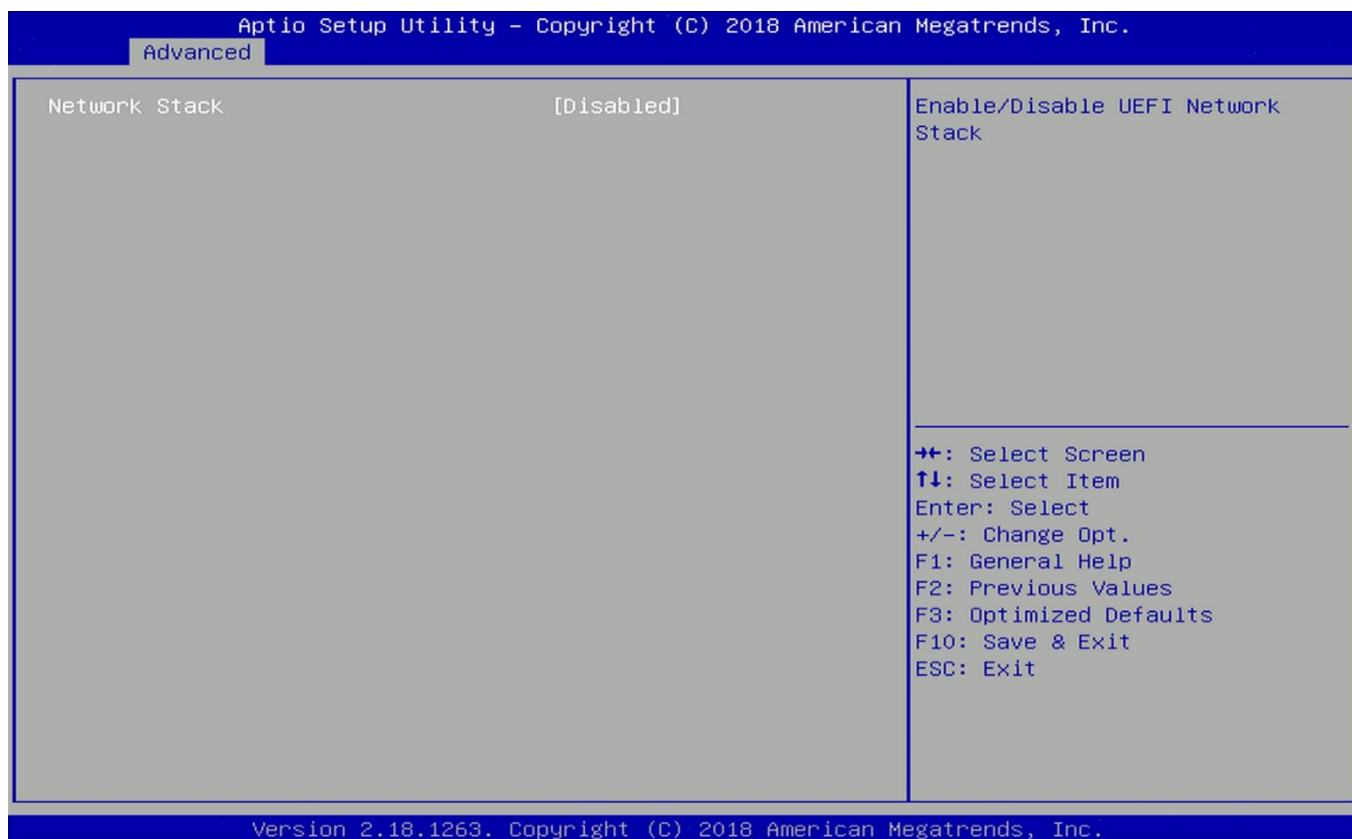 Aptio Setup Utility – Copyright (C) 2018 American Megatrends, Inc.
Advanced
Network Stack [Disabled]
Enable/Disable UEFI Network
Stack
→←: Select Screen
↑↓: Select Item
Enter: Select
+/-: Change Opt.
F1: General Help
F2: Previous Values
F3: Optimized Defaults
F10: Save & Exit
ESC: Exit
Version 2.18.1263. Copyright (C) 2018 American Megatrends, Inc.